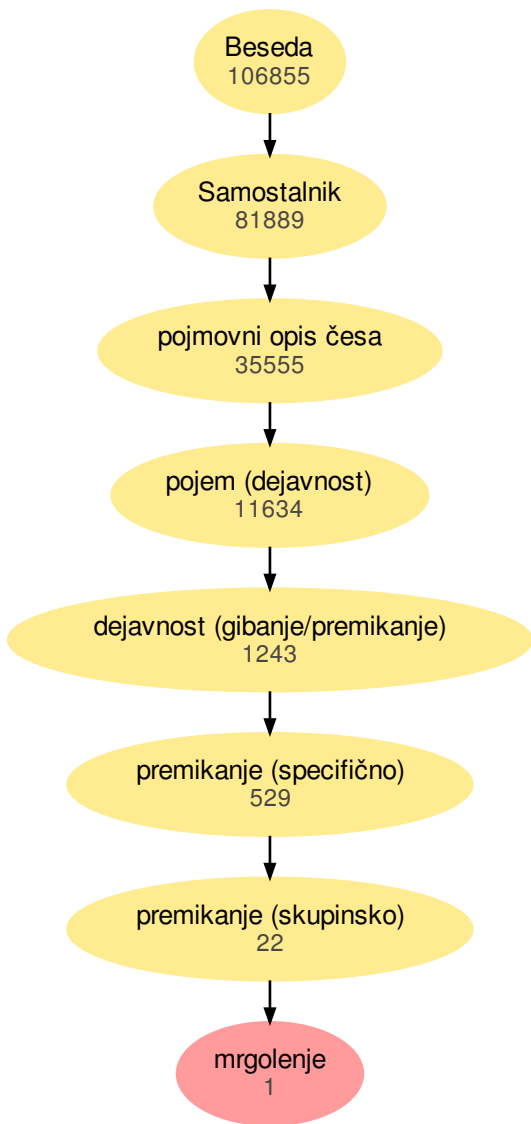 Beseda
106855
Samostalnik
81889
pojmovni opis česa
35555
pojem (dejavnost)
11634
dejavnost (gibanje/premikanje)
1243
premikanje (specifično)
529
premikanje (skupinsko)
22
mrgolenje
1